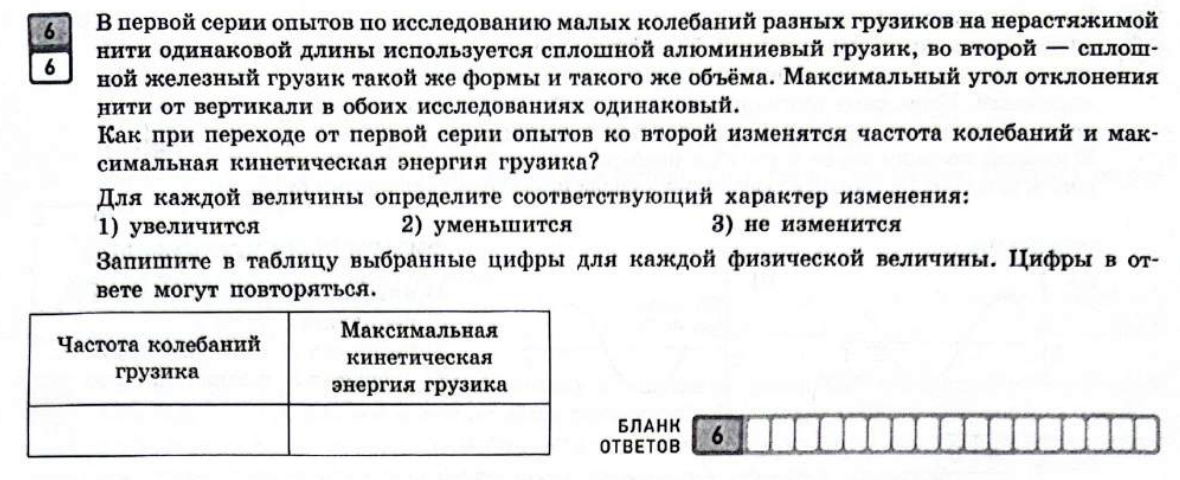 6
6
В первой серии опытов по исследованию малых колебаний разных грузиков на нерастяжимой
нити одинаковой длины используется сплошной алюминиевый грузик, во второй — сплош-
ной железный грузик такой же формы и такого же объёма. Максимальный угол отклонения
нити от вертикали в обоих исследованиях одинаковый.
Как при переходе от первой серии опытов ко второй изменятся частота колебаний и мак-
симальная кинетическая энергия грузика?
Для каждой величины определите соответствующий характер изменения:
1) увеличится 2) уменьшится 3) не изменится
Запишите в таблицу выбранные цифры для каждой физической величины. Цифры в от-
вете могут повторяться.
Частота колебаний
грузика
Максимальная
кинетическая
энергия грузика
БЛАНК
ОТВЕТОВ
6